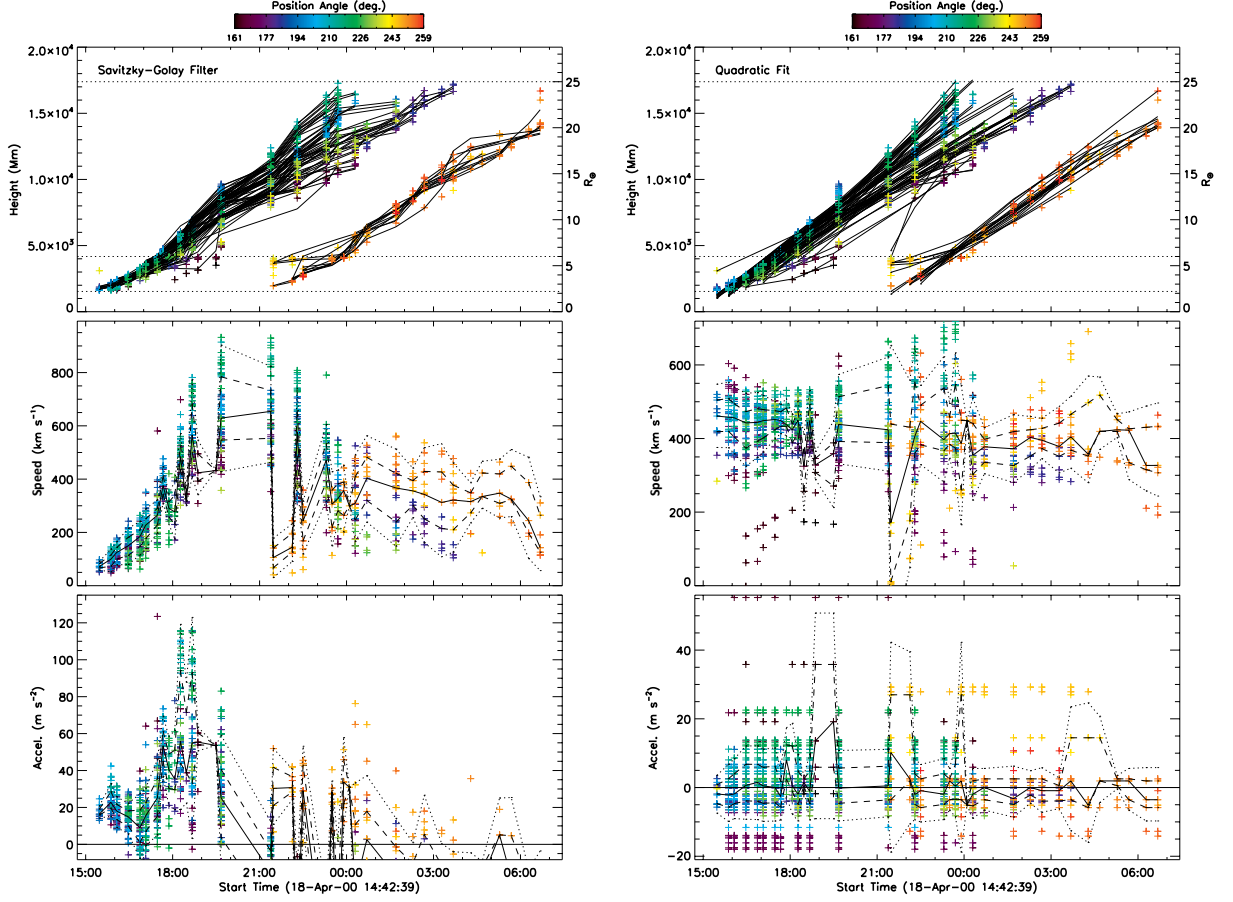 Position Angle (deg.)
161 177 194 210 226 243 259
Savitzky-Golay Filter
2.0×10⁴
1.5×10⁴
1.0×10⁴
5.0×10³
0
Height (Mm)
25
20
15
10
5
0
R⊙
800
600
400
200
0
Speed (km s⁻¹)
120
100
80
60
40
20
0
Accel. (m s⁻²)
15:00 18:00 21:00 00:00 03:00 06:00
Start Time (18-Apr-00 14:42:39)
Position Angle (deg.)
161 177 194 210 226 243 259
Quadratic Fit
2.0×10⁴
1.5×10⁴
1.0×10⁴
5.0×10³
0
Height (Mm)
25
20
15
10
5
0
R⊙
600
400
200
0
Speed (km s⁻¹)
40
20
0
−20
Accel. (m s⁻²)
15:00 18:00 21:00 00:00 03:00 06:00
Start Time (18-Apr-00 14:42:39)